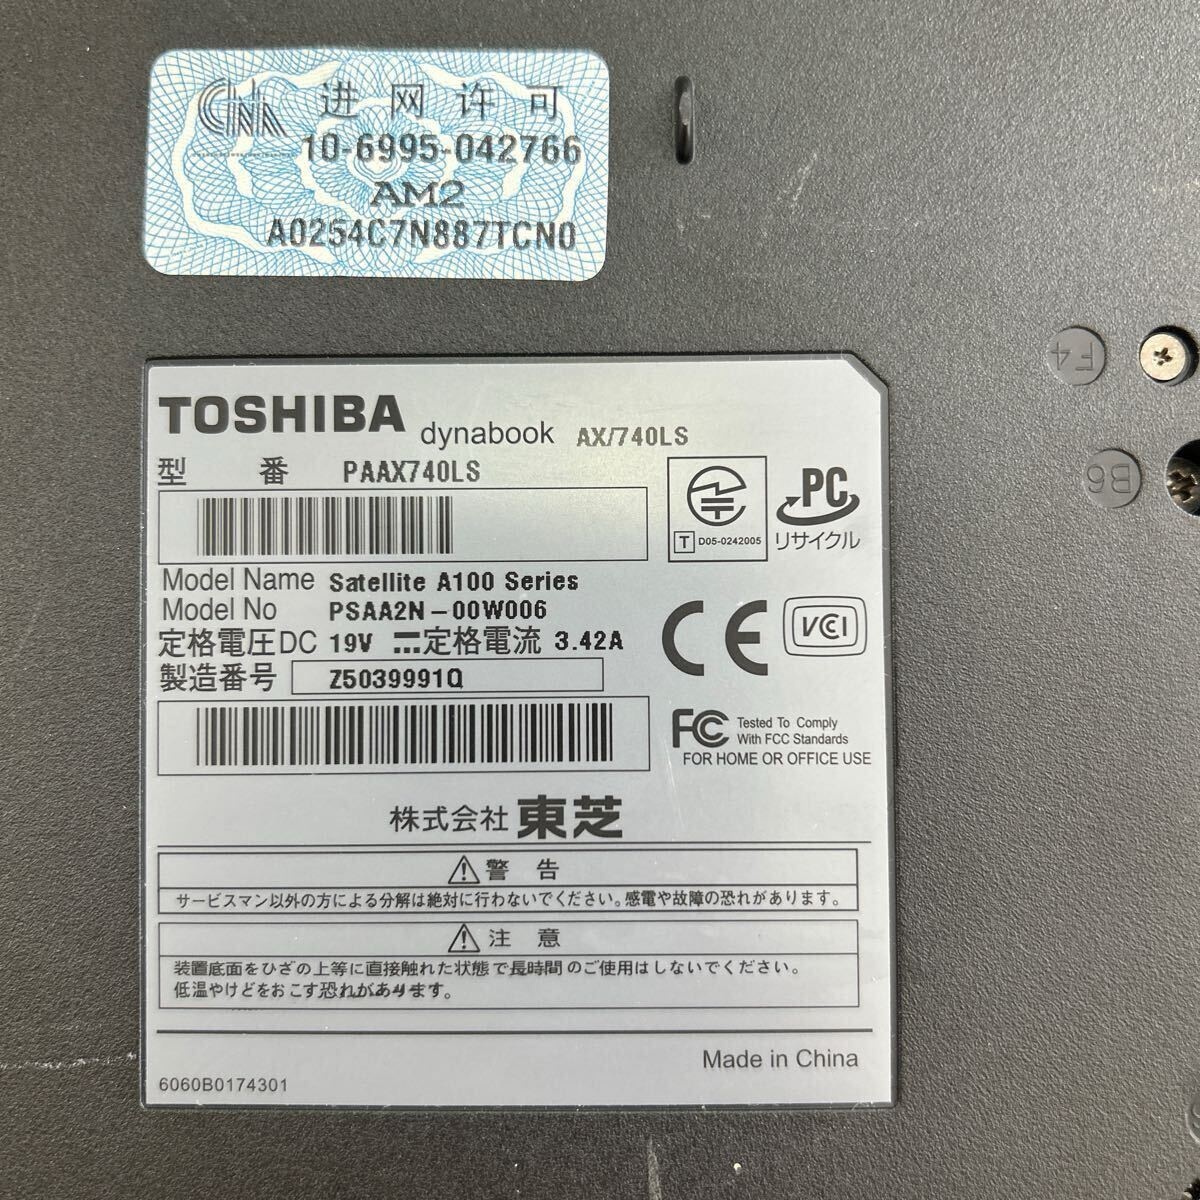 CNA 进网许可
10-6995-042766
AM2
A0254C7N887TCN0
F4
B6
TOSHIBA dynabook AX/740LS
型 番 PAAX740LS
T D05-0242005
PC
リサイクル
Model Name Satellite A100 Series
Model No PSAA2N-00W006
定格電圧DC 19V 定格電流 3.42A
製造番号 Z5039991Q
CE
VCCI
FC Tested To Comply
With FCC Standards
FOR HOME OR OFFICE USE
株式会社 東芝
警 告
サービスマン以外の方による分解は絶対に行わないでください。感電や故障の恐れがあります。
注 意
装置底面をひざの上等に直接触れた状態で長時間のご使用はしないでください。
低温やけどをおこす恐れがあります。
Made in China
6060B0174301